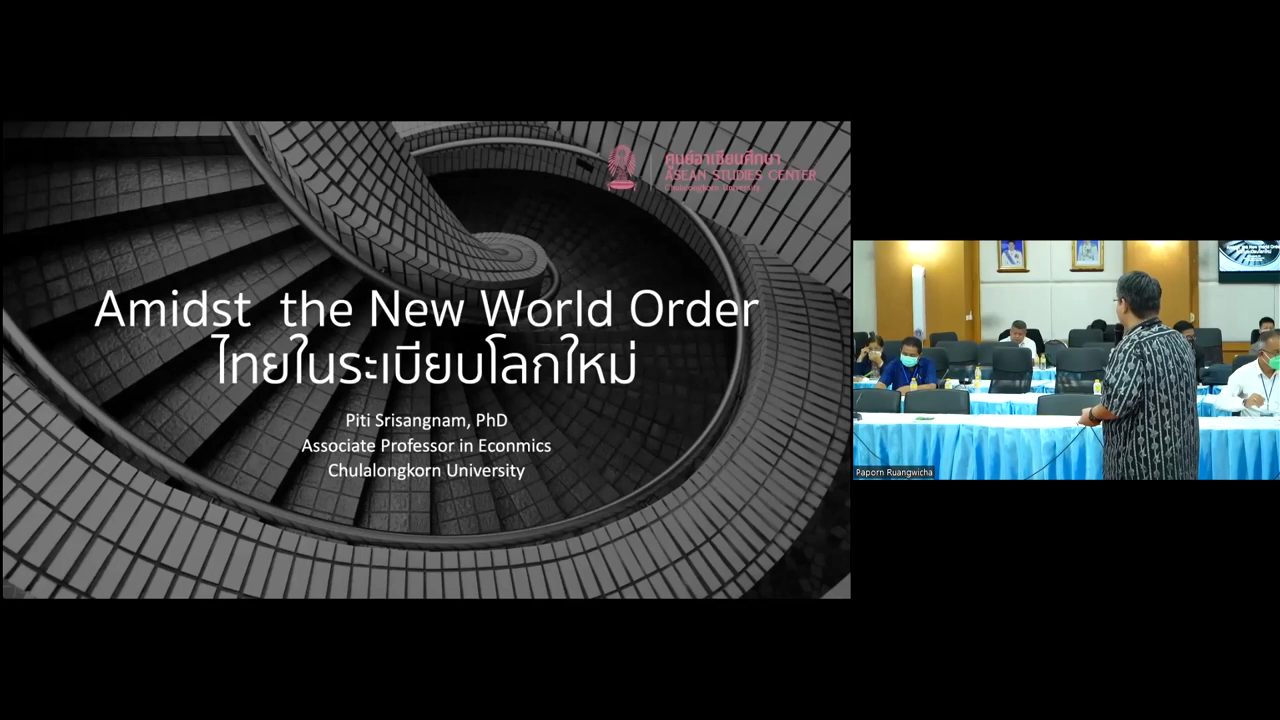 ศูนย์อาเซียนศึกษา
ASEAN STUDIES CENTER
Chulalongkorn University
Amidst the New World Order
ไทยในระเบียบโลกใหม่
Piti Srisangnam, PhD
Associate Professor in Econmics
Chulalongkorn University
Paporn Ruangwicha